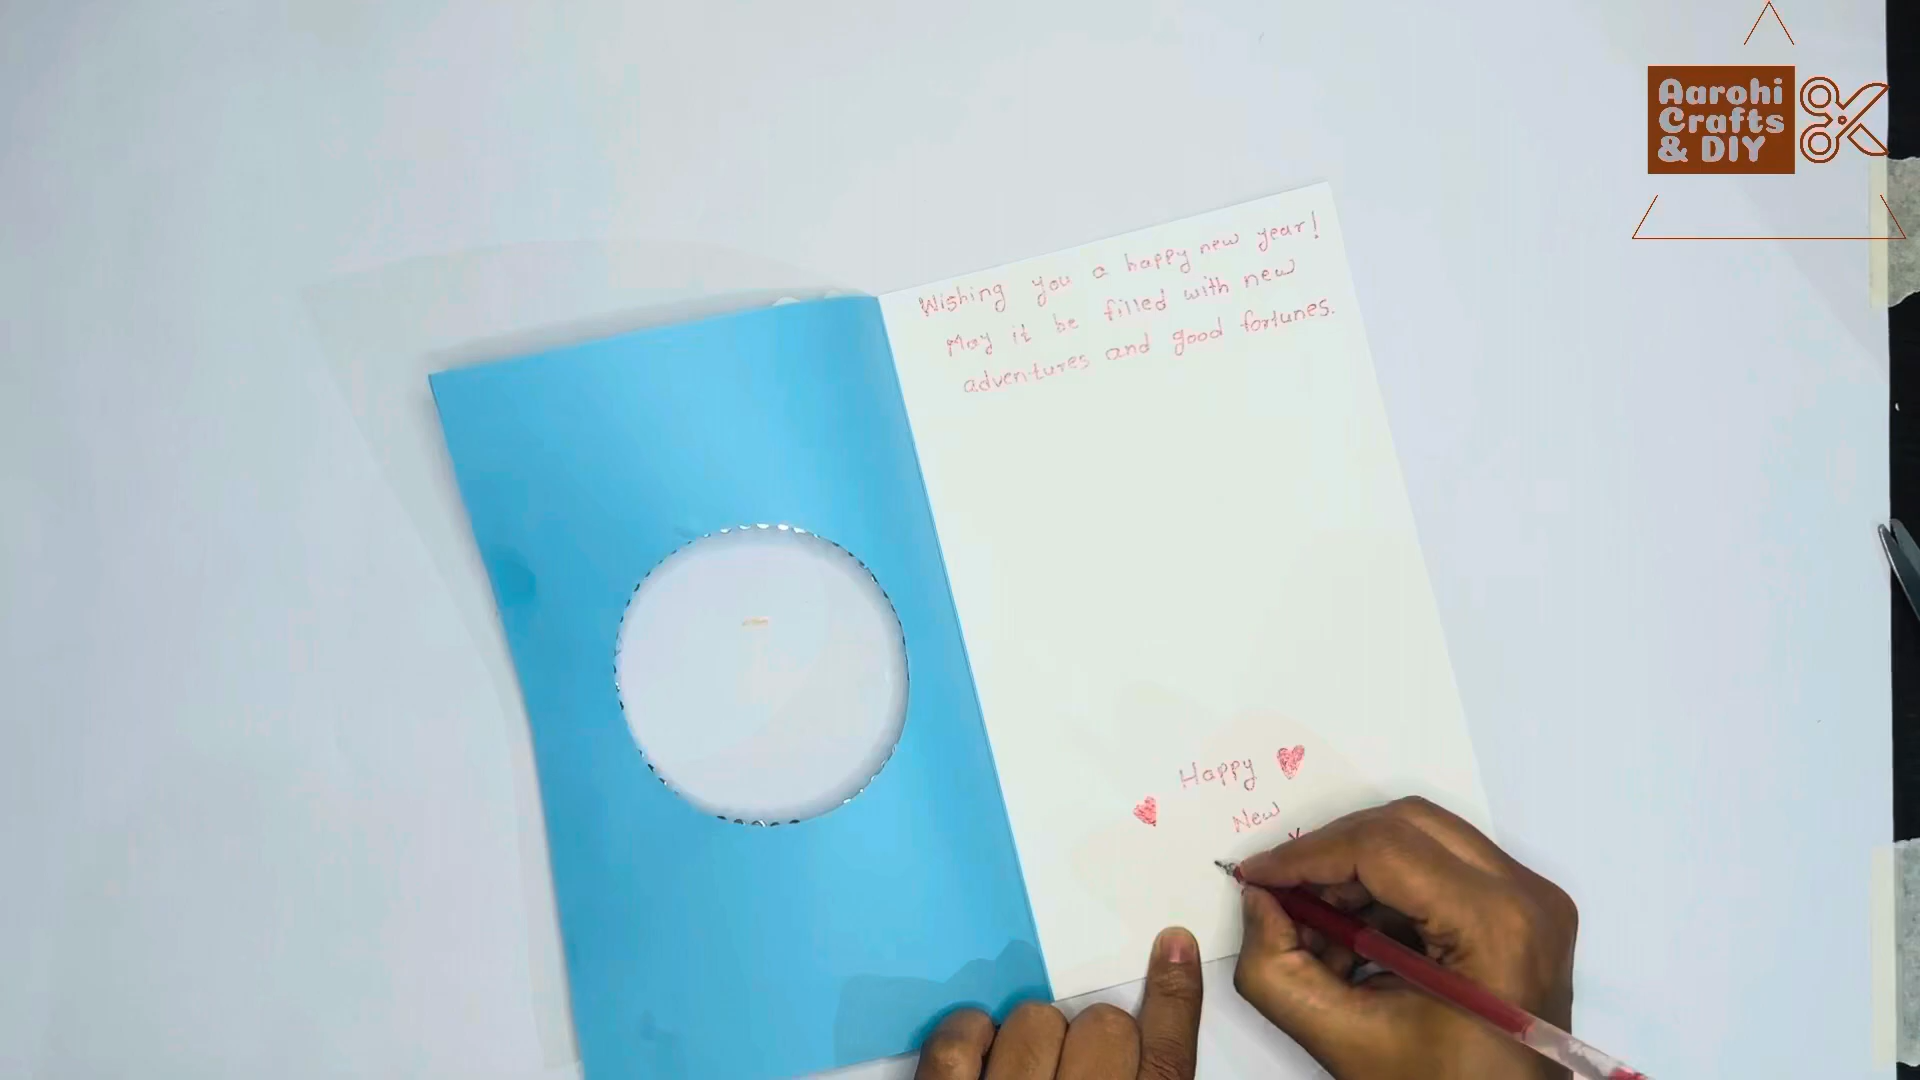 Aarohi
Crafts
& DIY
Wishing you a happy new year!
May it be filled with new
adventures and good fortunes.
Happy
New